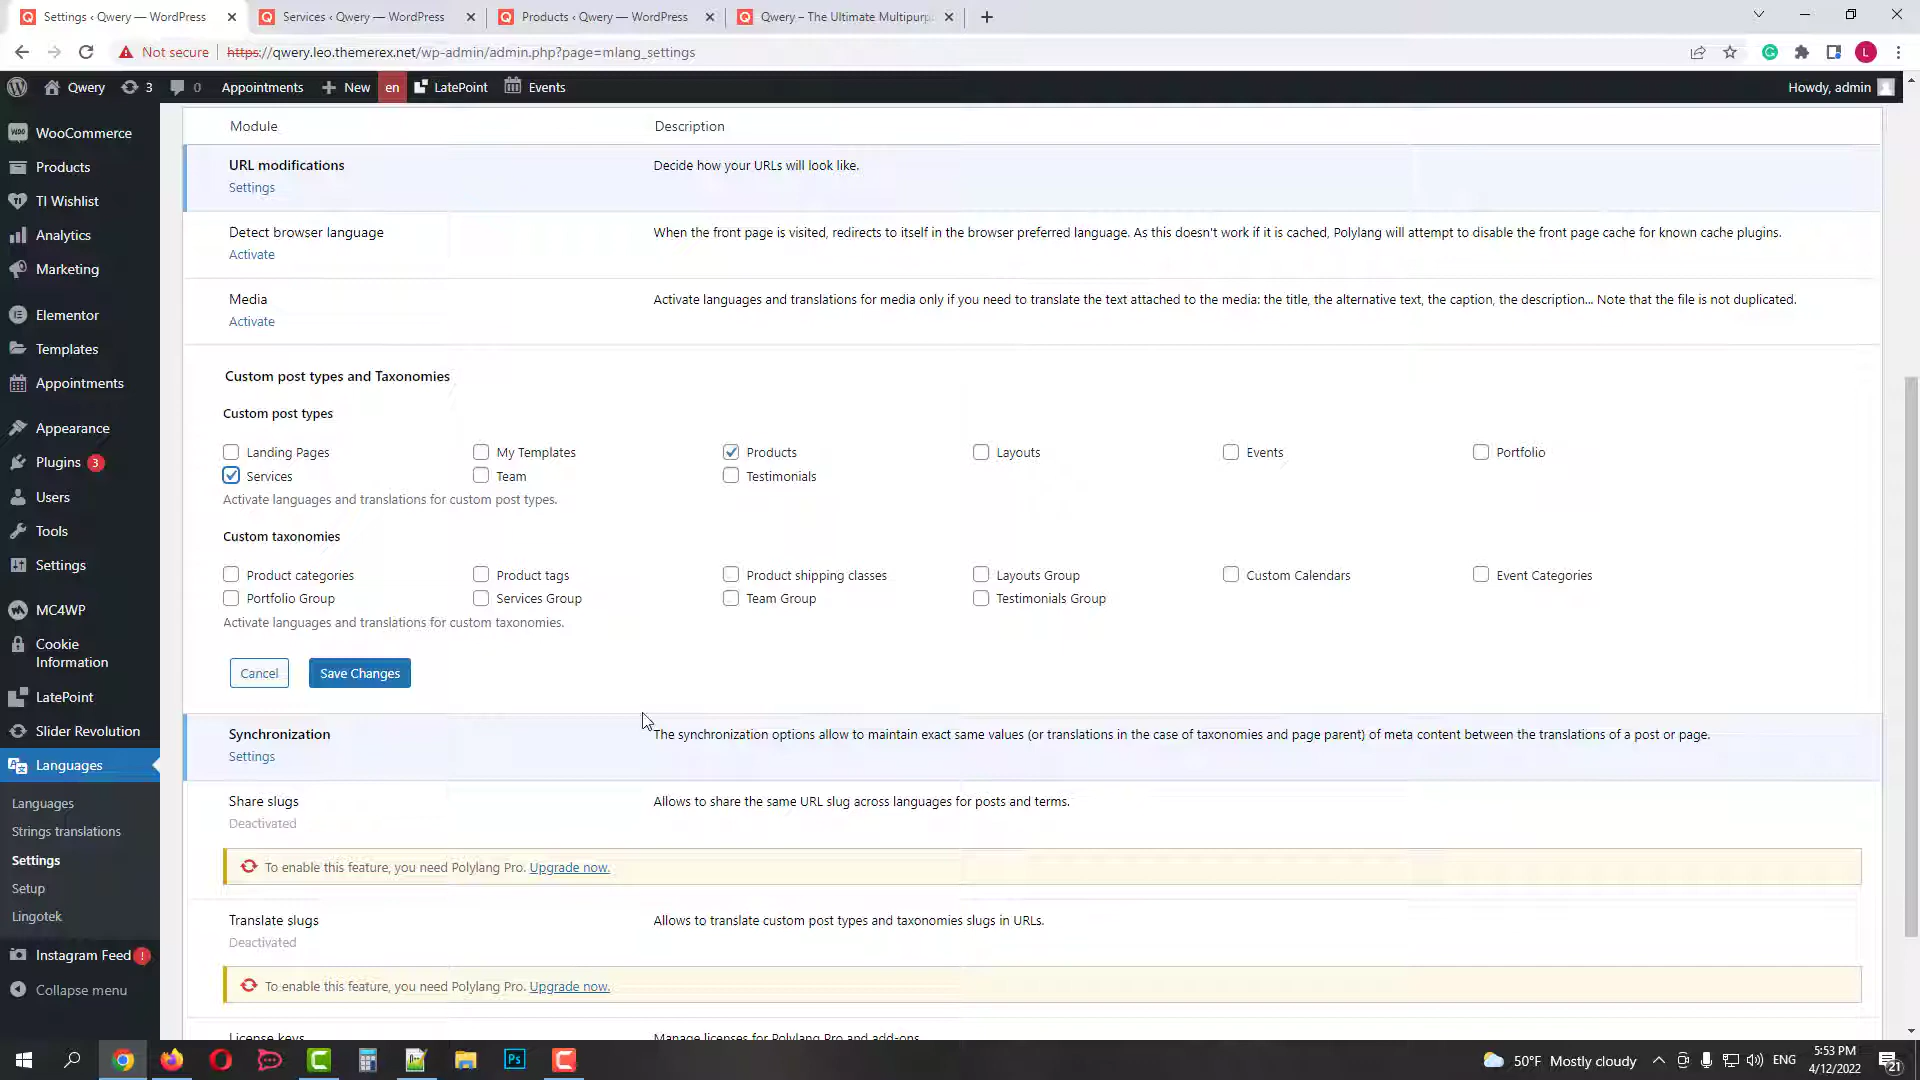 Settings ‹ Qwery — WordPress
Services ‹ Qwery — WordPress
Products ‹ Qwery — WordPress
Qwery – The Ultimate Multipurp
Not secure
https://qwery.leo.themerex.net/wp-admin/admin.php?page=mlang_settings
L
Qwery
3
0
Appointments
New
en
LatePoint
Events
Howdy, admin
WooCommerce
Products
TI Wishlist
Analytics
Marketing
Elementor
Templates
Appointments
Appearance
Plugins 3
Users
Tools
Settings
MC4WP
Cookie
Information
LatePoint
Slider Revolution
Languages
Languages
Strings translations
Settings
Setup
Lingotek
Instagram Feed !
Collapse menu
Module
Description
URL modifications
Decide how your URLs will look like.
Settings
Detect browser language
When the front page is visited, redirects to itself in the browser preferred language. As this doesn't work if it is cached, Polylang will attempt to disable the front page cache for known cache plugins.
Activate
Media
Activate languages and translations for media only if you need to translate the text attached to the media: the title, the alternative text, the caption, the description... Note that the file is not duplicated.
Activate
Custom post types and Taxonomies
Custom post types
Landing Pages
My Templates
Products
Layouts
Events
Portfolio
Services
Team
Testimonials
Activate languages and translations for custom post types.
Custom taxonomies
Product categories
Product tags
Product shipping classes
Layouts Group
Custom Calendars
Event Categories
Portfolio Group
Services Group
Team Group
Testimonials Group
Activate languages and translations for custom taxonomies.
Cancel
Save Changes
Synchronization
The synchronization options allow to maintain exact same values (or translations in the case of taxonomies and page parent) of meta content between the translations of a post or page.
Settings
Share slugs
Allows to share the same URL slug across languages for posts and terms.
Deactivated
To enable this feature, you need Polylang Pro. Upgrade now.
Translate slugs
Allows to translate custom post types and taxonomies slugs in URLs.
Deactivated
To enable this feature, you need Polylang Pro. Upgrade now.
License keys
Manage licenses for Polylang Pro and add-ons.
Ps
50°F Mostly cloudy
ENG
5:53 PM
4/12/2022
21